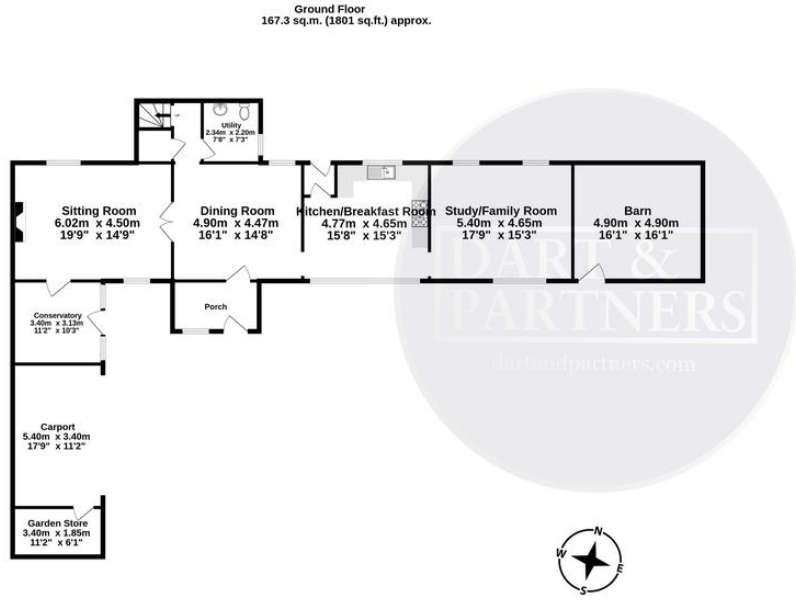 Ground Floor
167.3 sq.m. (1801 sq.ft.) approx.
Utility
2.34m x 2.20m
7'8" x 7'3"
Sitting Room
6.02m x 4.50m
19'9" x 14'9"
Dining Room
4.90m x 4.47m
16'1" x 14'8"
Kitchen/Breakfast Room
4.77m x 4.65m
15'8" x 15'3"
Study/Family Room
5.40m x 4.65m
17'9" x 15'3"
Barn
4.90m x 4.90m
16'1" x 16'1"
DART &
PARTNERS
dartandpartners.com
Porch
Conservatory
3.40m x 3.13m
11'2" x 10'3"
Carport
5.40m x 3.40m
17'9" x 11'2"
Garden Store
3.40m x 1.85m
11'2" x 6'1"
N
W
E
S